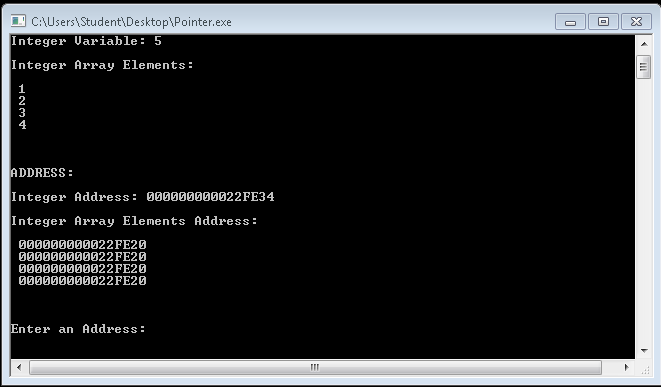 C:\Users\Student\Desktop\Pointer.exe
Integer Variable: 5
Integer Array Elements:
1
2
3
4
ADDRESS:
Integer Address: 000000000022FE34
Integer Array Elements Address:
000000000022FE20
000000000022FE20
000000000022FE20
000000000022FE20
Enter an Address: